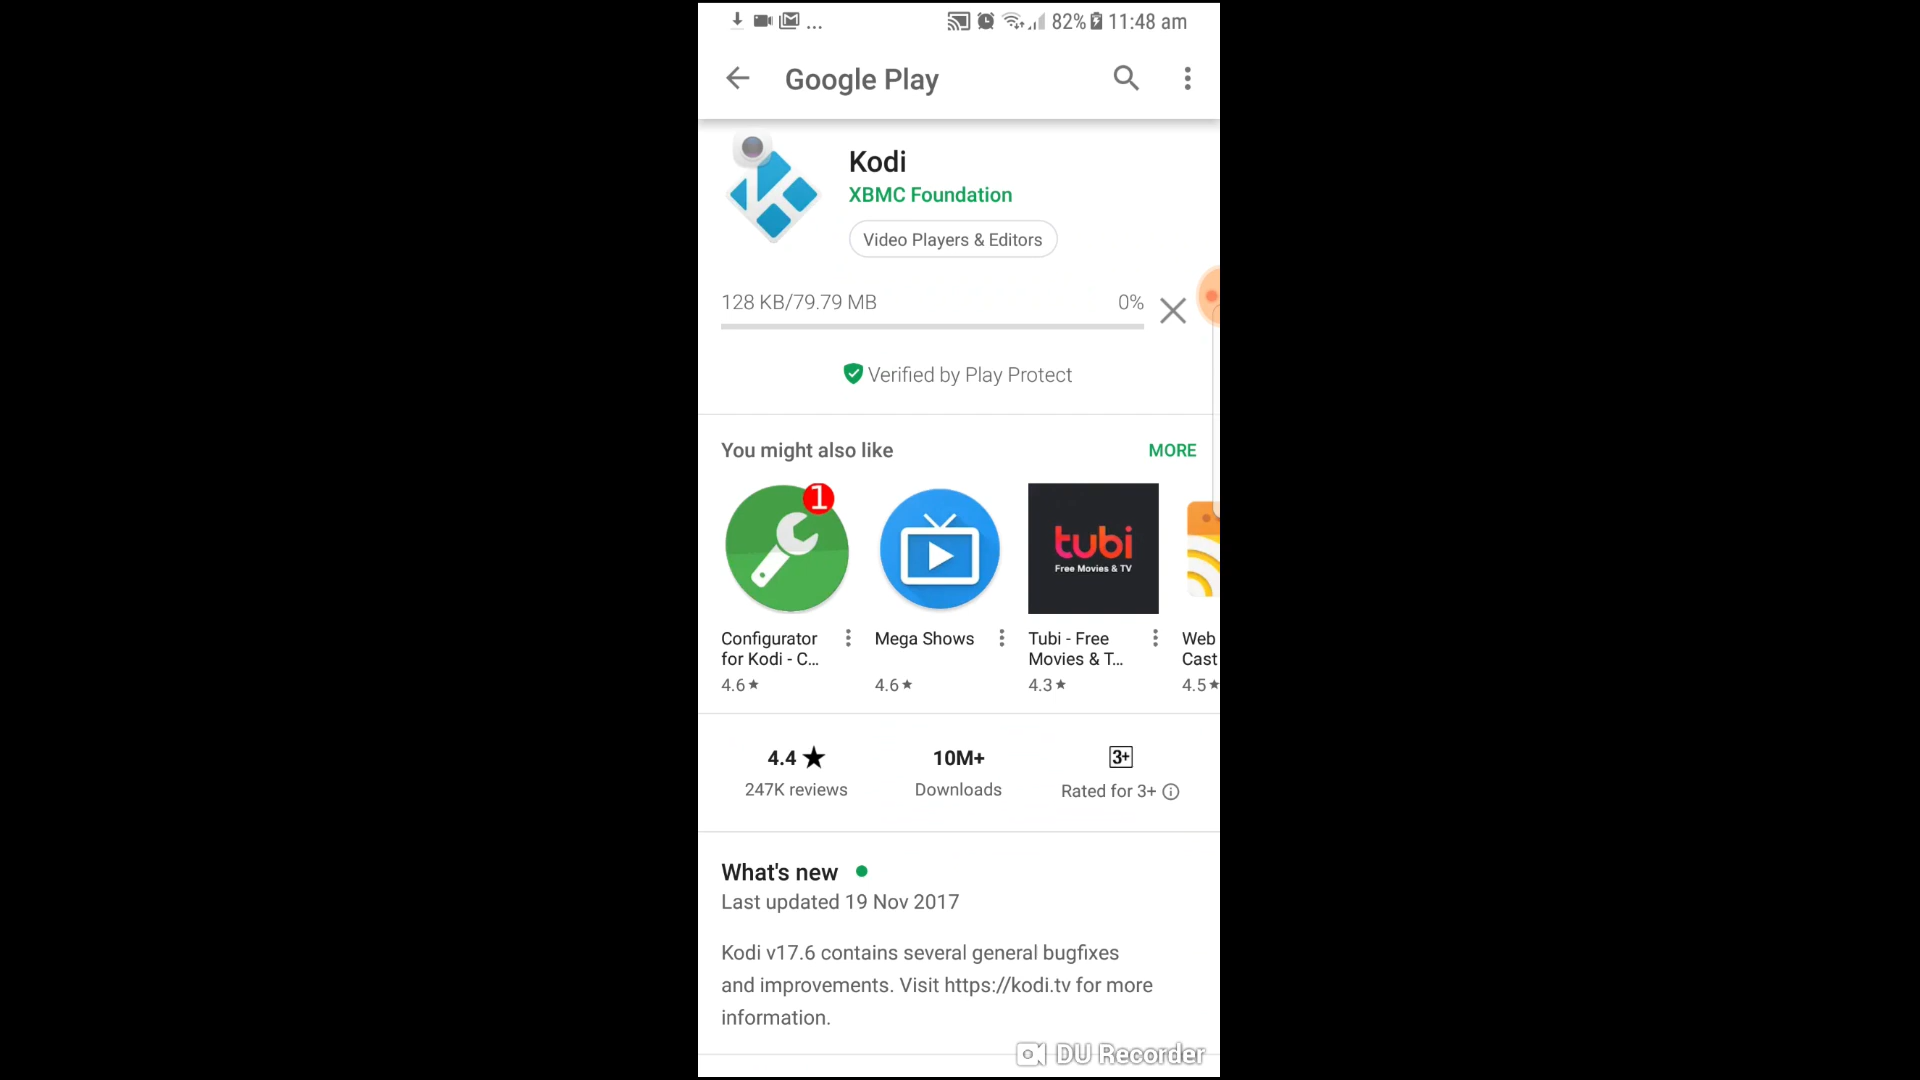 ... 82% 11:48 am
Google Play
Kodi
XBMC Foundation
Video Players & Editors
128 KB/79.79 MB 0%
Verified by Play Protect
You might also like MORE
1
tubi
Free Movies & TV
Configurator Mega Shows Tubi - Free Web
for Kodi - C... Movies & T... Cast
4.6★ 4.6★ 4.3★ 4.5★
4.4 ★ 10M+ 3+
247K reviews Downloads Rated for 3+
What's new
Last updated 19 Nov 2017
Kodi v17.6 contains several general bugfixes
and improvements. Visit https://kodi.tv for more
information.
DU Recorder